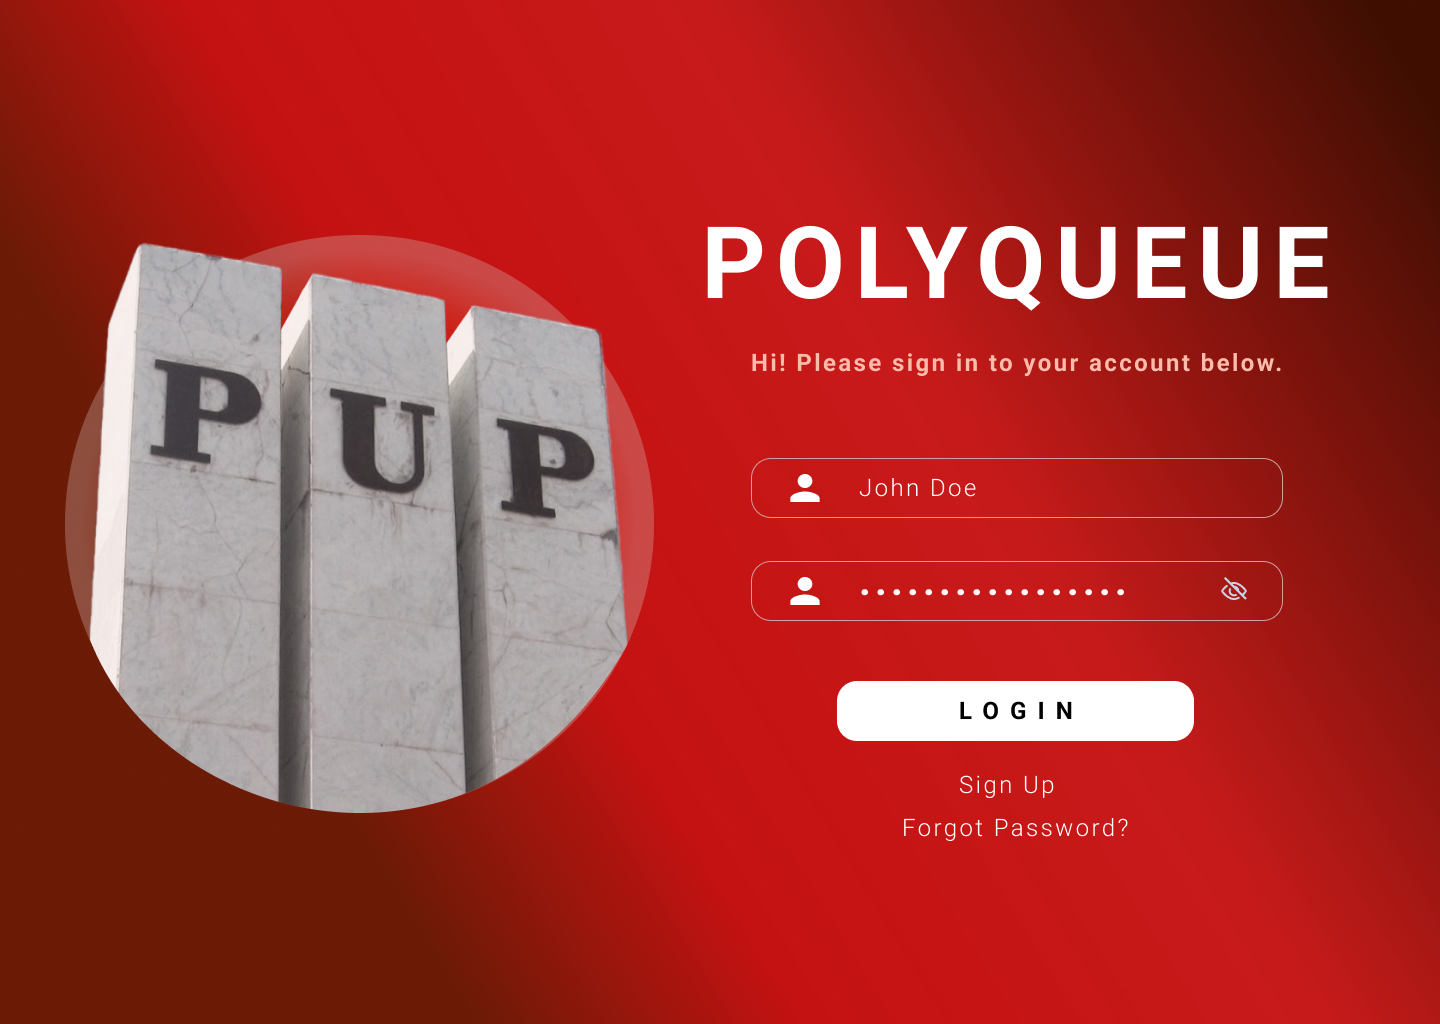 PUP
POLYQUEUE
Hi! Please sign in to your account below.
John Doe
•••••••••••••••••
LOGIN
Sign Up
Forgot Password?